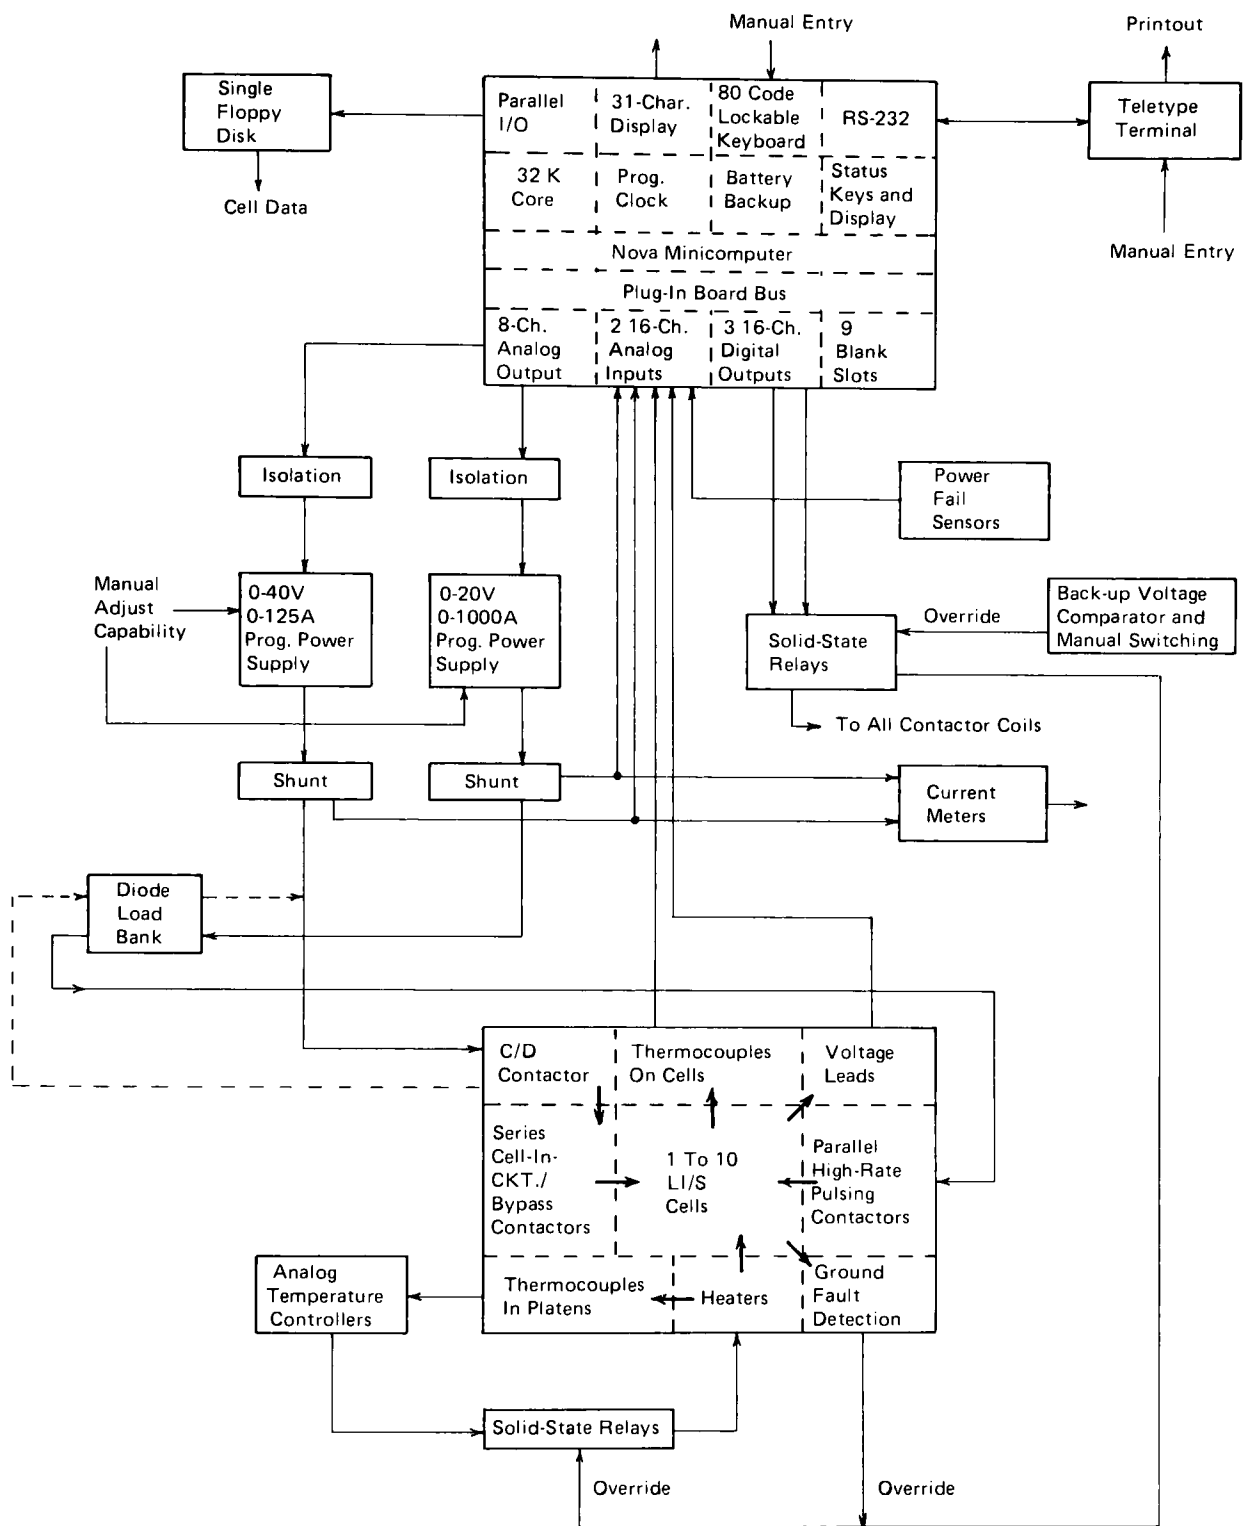 Manual Entry
Printout
Single
Floppy
Disk
Parallel
I/O
31-Char.
Display
80 Code
Lockable
Keyboard
RS-232
Teletype
Terminal
32 K
Core
Prog.
Clock
Battery
Backup
Status
Keys and
Display
Cell Data
Manual Entry
Nova Minicomputer
Plug-In Board Bus
8-Ch.
Analog
Output
2 16-Ch.
Analog
Inputs
3 16-Ch.
Digital
Outputs
9
Blank
Slots
Isolation
Isolation
Power
Fail
Sensors
Manual
Adjust
Capability
0-40V
0-125A
Prog. Power
Supply
0-20V
0-1000A
Prog. Power
Supply
Solid-State
Relays
Override
Back-up Voltage
Comparator and
Manual Switching
To All Contactor Coils
Shunt
Shunt
Current
Meters
Diode
Load
Bank
C/D
Contactor
Thermocouples
On Cells
Voltage
Leads
Series
Cell-In-
CKT./
Bypass
Contactors
1 To 10
LI/S
Cells
Parallel
High-Rate
Pulsing
Contactors
Analog
Temperature
Controllers
Thermocouples
In Platens
Heaters
Ground
Fault
Detection
Solid-State Relays
Override
Override